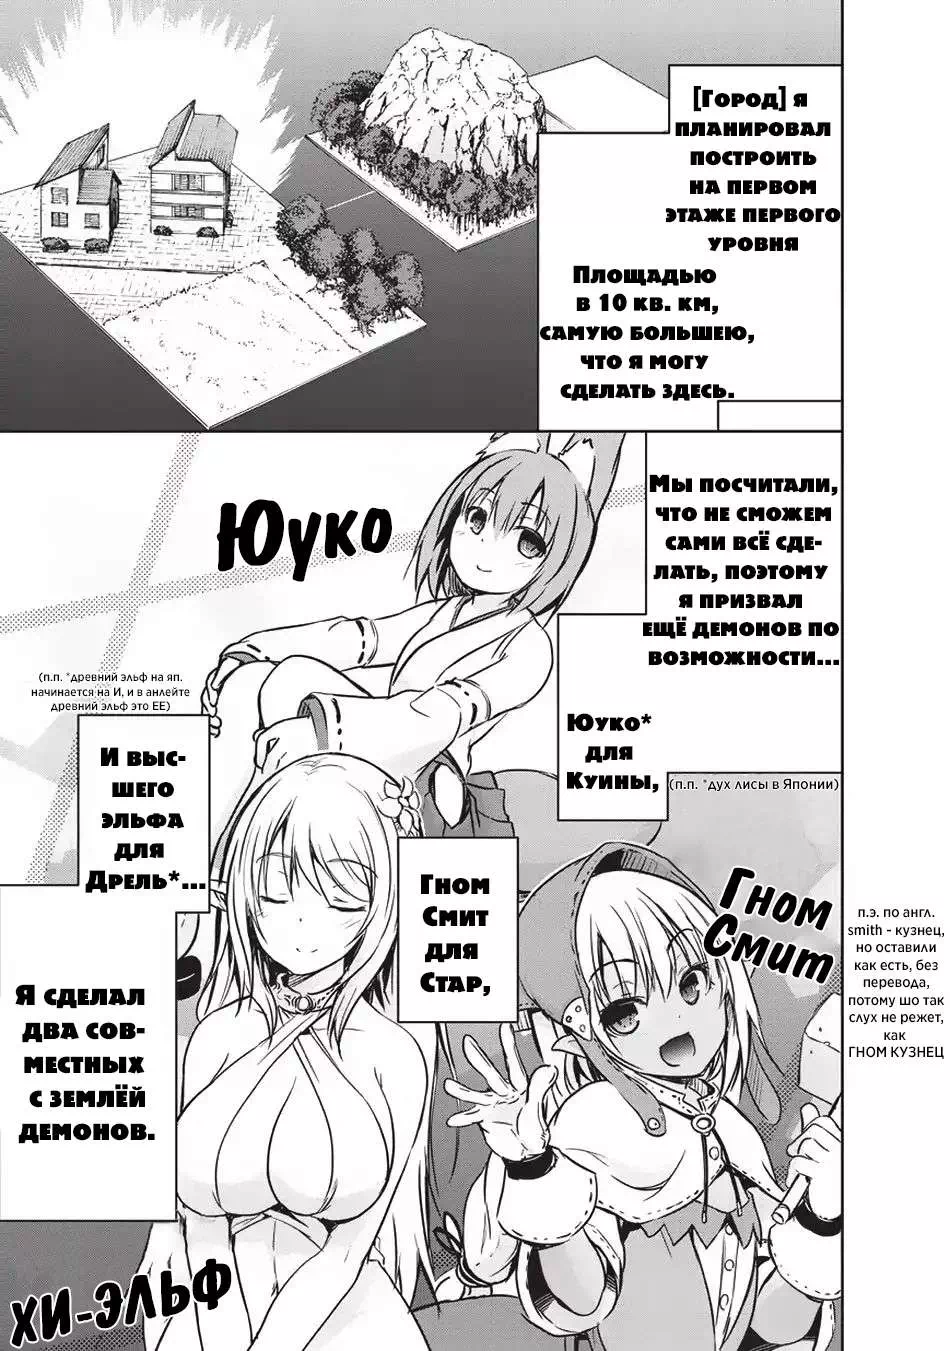 [Город] я
планировал
построить
на первом
этаже первого
уровня
Площадью
в 10 кв. км,
самую большею,
что я могу
сделать здесь.
Мы посчитали,
что не сможем
сами всё сде-
лать, поэтому
я призвал
ещё демонов по
возможности...
Юуко
Юуко*
для
Куины,
(п.п. *дух лисы в Японии)
Гном
Смит
Гном
Смит
для
Стар,
п.э. по англ.
smith - кузнец,
но оставили
как есть, без
перевода,
потому шо так
слух не режет,
как
ГНОМ КУЗНЕЦ
(п.п. *древний эльф на яп.
начинается на И, и в анлейте
древний эльф это ЕЕ)
И выс-
шего
эльфа
для
Дрель*...
Я сделал
два сов-
местных
с землёй
демонов.
хи-эльф